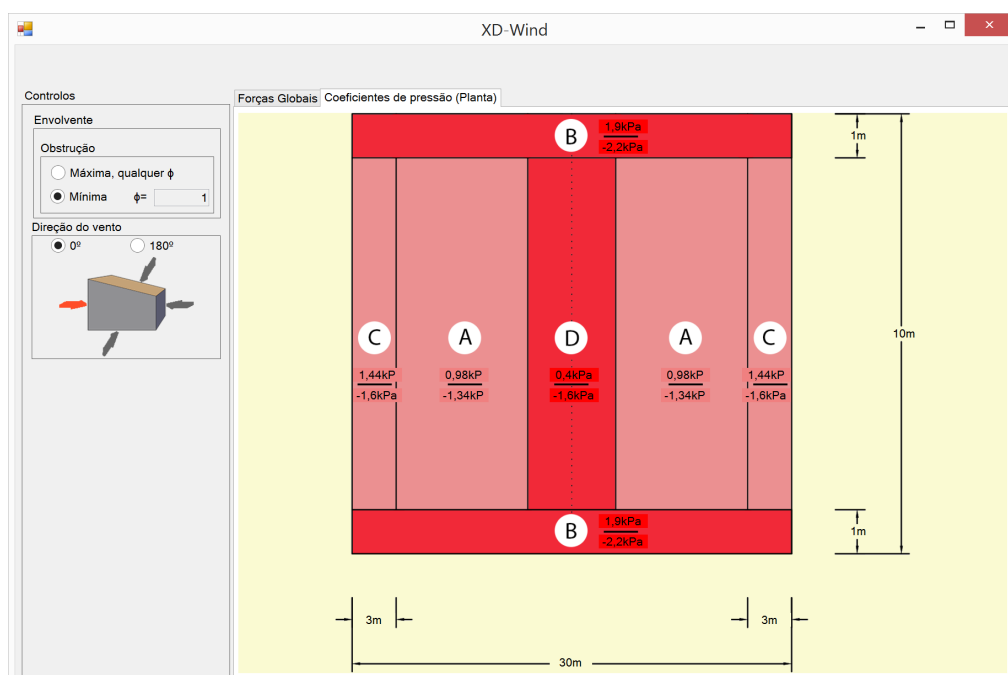 XD-Wind
Controlos
Envolvente
Obstrução
Máxima, qualquer ϕ
Mínima ϕ= 1
Direção do vento
0º 180º
Forças Globais Coeficientes de pressão (Planta)
B 1,9kPa
-2,2kPa
1m
C A D A C
1,44kP 0,98kP 0,4kPa 0,98kP 1,44kP
-1,6kPa -1,34kP -1,6kPa -1,34kP -1,6kPa
10m
B 1,9kPa
-2,2kPa
1m
3m 3m
30m